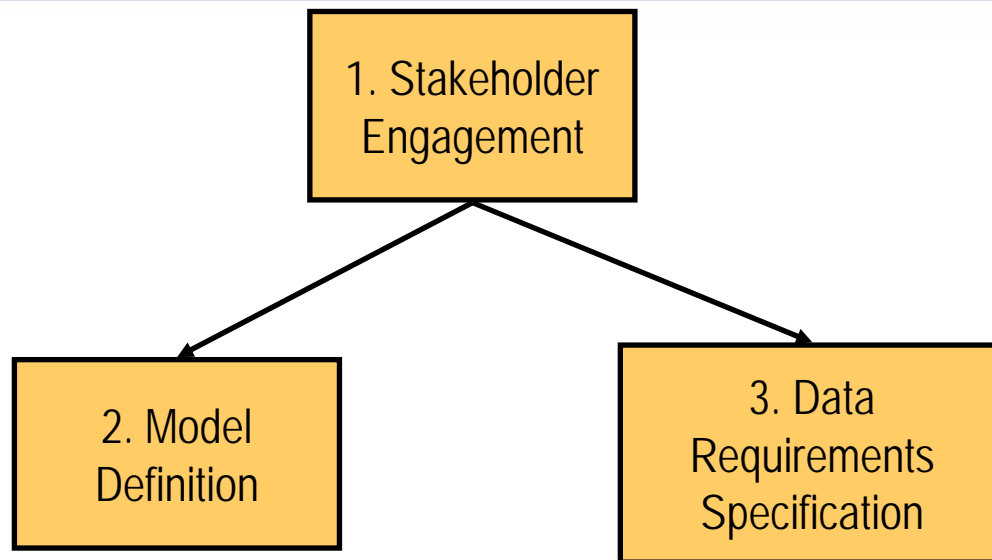 1. Stakeholder
Engagement
2. Model
Definition
3. Data
Requirements
Specification